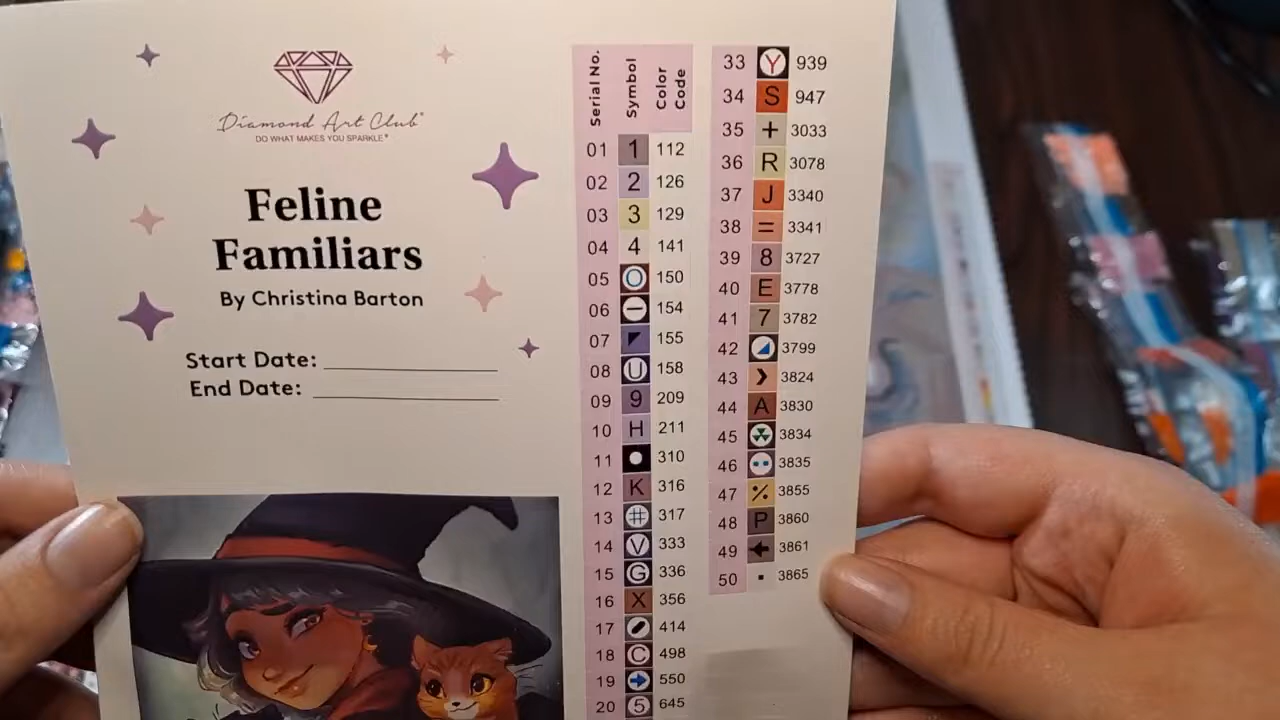 Diamond Art Club®
DO WHAT MAKES YOU SPARKLE®
Feline
Familiars
By Christina Barton
Start Date:
End Date:
Serial No. Symbol Color Code
01 1 112
02 2 126
03 3 129
04 4 141
05 O 150
06 − 154
07 ◤ 155
08 U 158
09 9 209
10 H 211
11 ● 310
12 K 316
13 # 317
14 V 333
15 G 336
16 X 356
17 414
18 C 498
19 → 550
20 5 645
33 Y 939
34 S 947
35 + 3033
36 R 3078
37 J 3340
38 = 3341
39 8 3727
40 E 3778
41 7 3782
42 ◢ 3799
43 › 3824
44 A 3830
45 3834
46 3835
47 ٪ 3855
48 P 3860
49 ← 3861
50 ▪ 3865